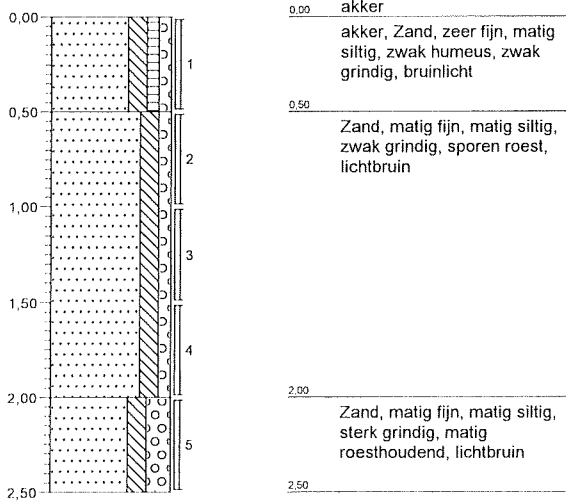 0,00
0,50
1,00
1,50
2,00
2,50
1
2
3
4
5
akker
0,00
akker, Zand, zeer fijn, matig
siltig, zwak humeus, zwak
grindig, bruinlicht
0,50
Zand, matig fijn, matig siltig,
zwak grindig, sporen roest,
lichtbruin
2,00
Zand, matig fijn, matig siltig,
sterk grindig, matig
roesthoudend, lichtbruin
2,50